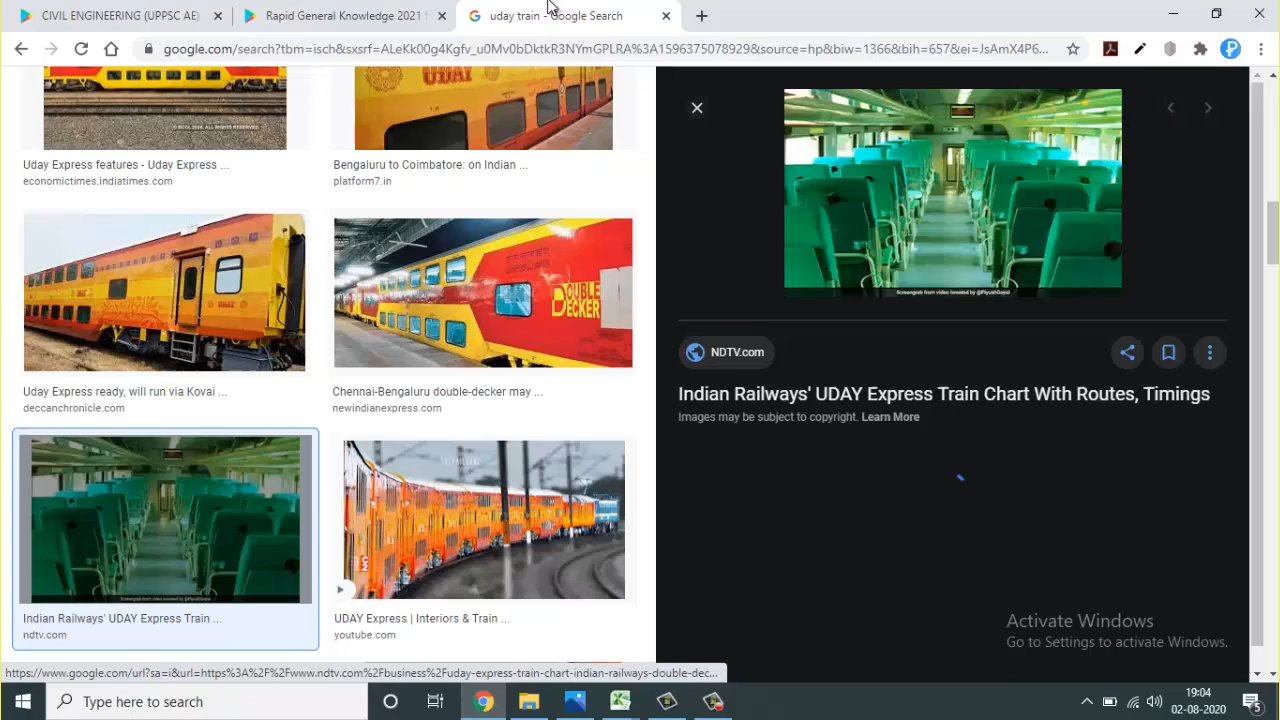 CIVIL ENGINEERING (UPPSC AE)
Rapid General Knowledge 2021 f
uday train - Google Search
google.com/search?tbm=isch&sxsrf=ALeKk00g4Kgfv_u0Mv0bDktkR3NYmGPLRA%3A1596375078929&source=hp&biw=1366&bih=657&ei=JsAmX4P6...
UDAY
Uday Express features - Uday Express ...
economictimes.indiatimes.com
Bengaluru to Coimbatore: on Indian ...
platform7.in
DOUBLE
DECKER
Uday Express ready, will run via Kovai ...
deccanchronicle.com
Chennai-Bengaluru double-decker may ...
newindianexpress.com
Indian Railways' UDAY Express Train ...
ndtv.com
UDAY Express | Interiors & Train ...
youtube.com
Screengrab from video tweeted by @PiyushGoyal
NDTV.com
Indian Railways' UDAY Express Train Chart With Routes, Timings
Images may be subject to copyright. Learn More
Activate Windows
Go to Settings to activate Windows.
https://www.google.com/url?sa=i&url=https%3A%2F%2Fwww.ndtv.com%2Fbusiness%2Fuday-express-train-chart-indian-railways-double-dec...
Type here to search
19:04
02-08-2020
5